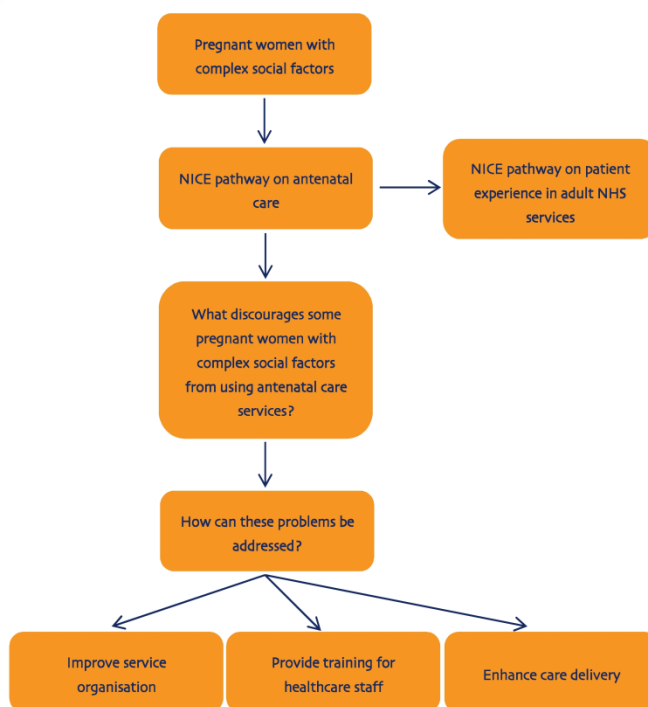 Pregnant women with
complex social factors
NICE pathway on antenatal
care
NICE pathway on patient
experience in adult NHS
services
What discourages some
pregnant women with
complex social factors
from using antenatal care
services?
How can these problems be
addressed?
Improve service
organisation
Provide training for
healthcare staff
Enhance care delivery